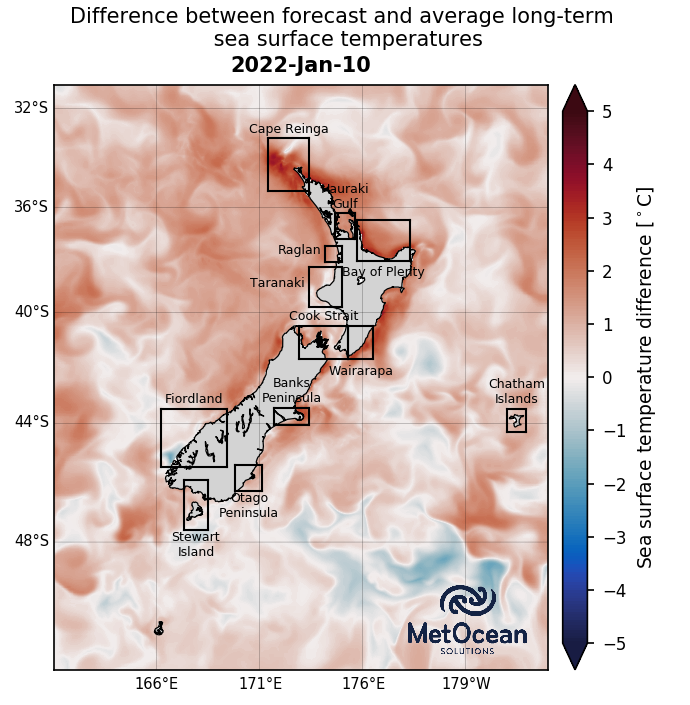 Difference between forecast and average long-term
sea surface temperatures
2022-Jan-10
32°S
36°S
40°S
44°S
48°S
166°E
171°E
176°E
179°W
Cape Reinga
Hauraki
Gulf
Raglan
Bay of Plenty
Taranaki
Cook Strait
Wairarapa
Banks
Peninsula
Fiordland
Chatham
Islands
Otago
Peninsula
Stewart
Island
MetOcean
SOLUTIONS
5
4
3
2
1
0
−1
−2
−3
−4
−5
Sea surface temperature difference [°C]